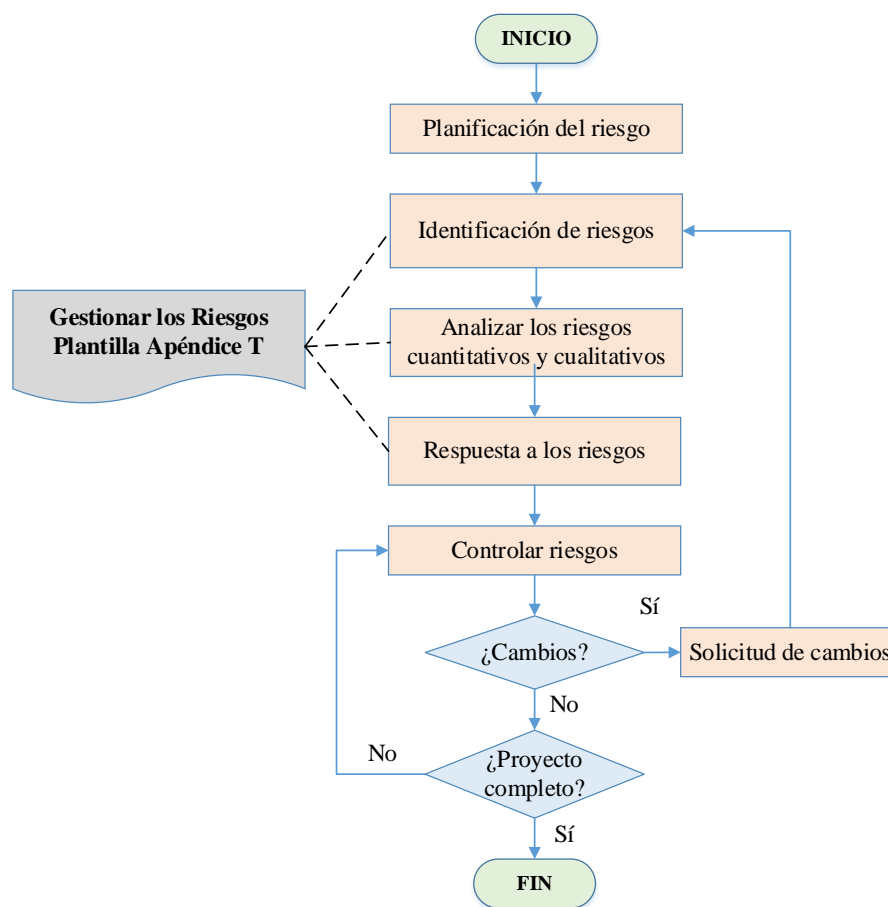 INICIO
Planificación del riesgo
Identificación de riesgos
Gestionar los Riesgos
Plantilla Apéndice T
Analizar los riesgos
cuantitativos y cualitativos
Respuesta a los riesgos
Controlar riesgos
Sí
¿Cambios?
Solicitud de cambios
No
No
¿Proyecto
completo?
Sí
FIN